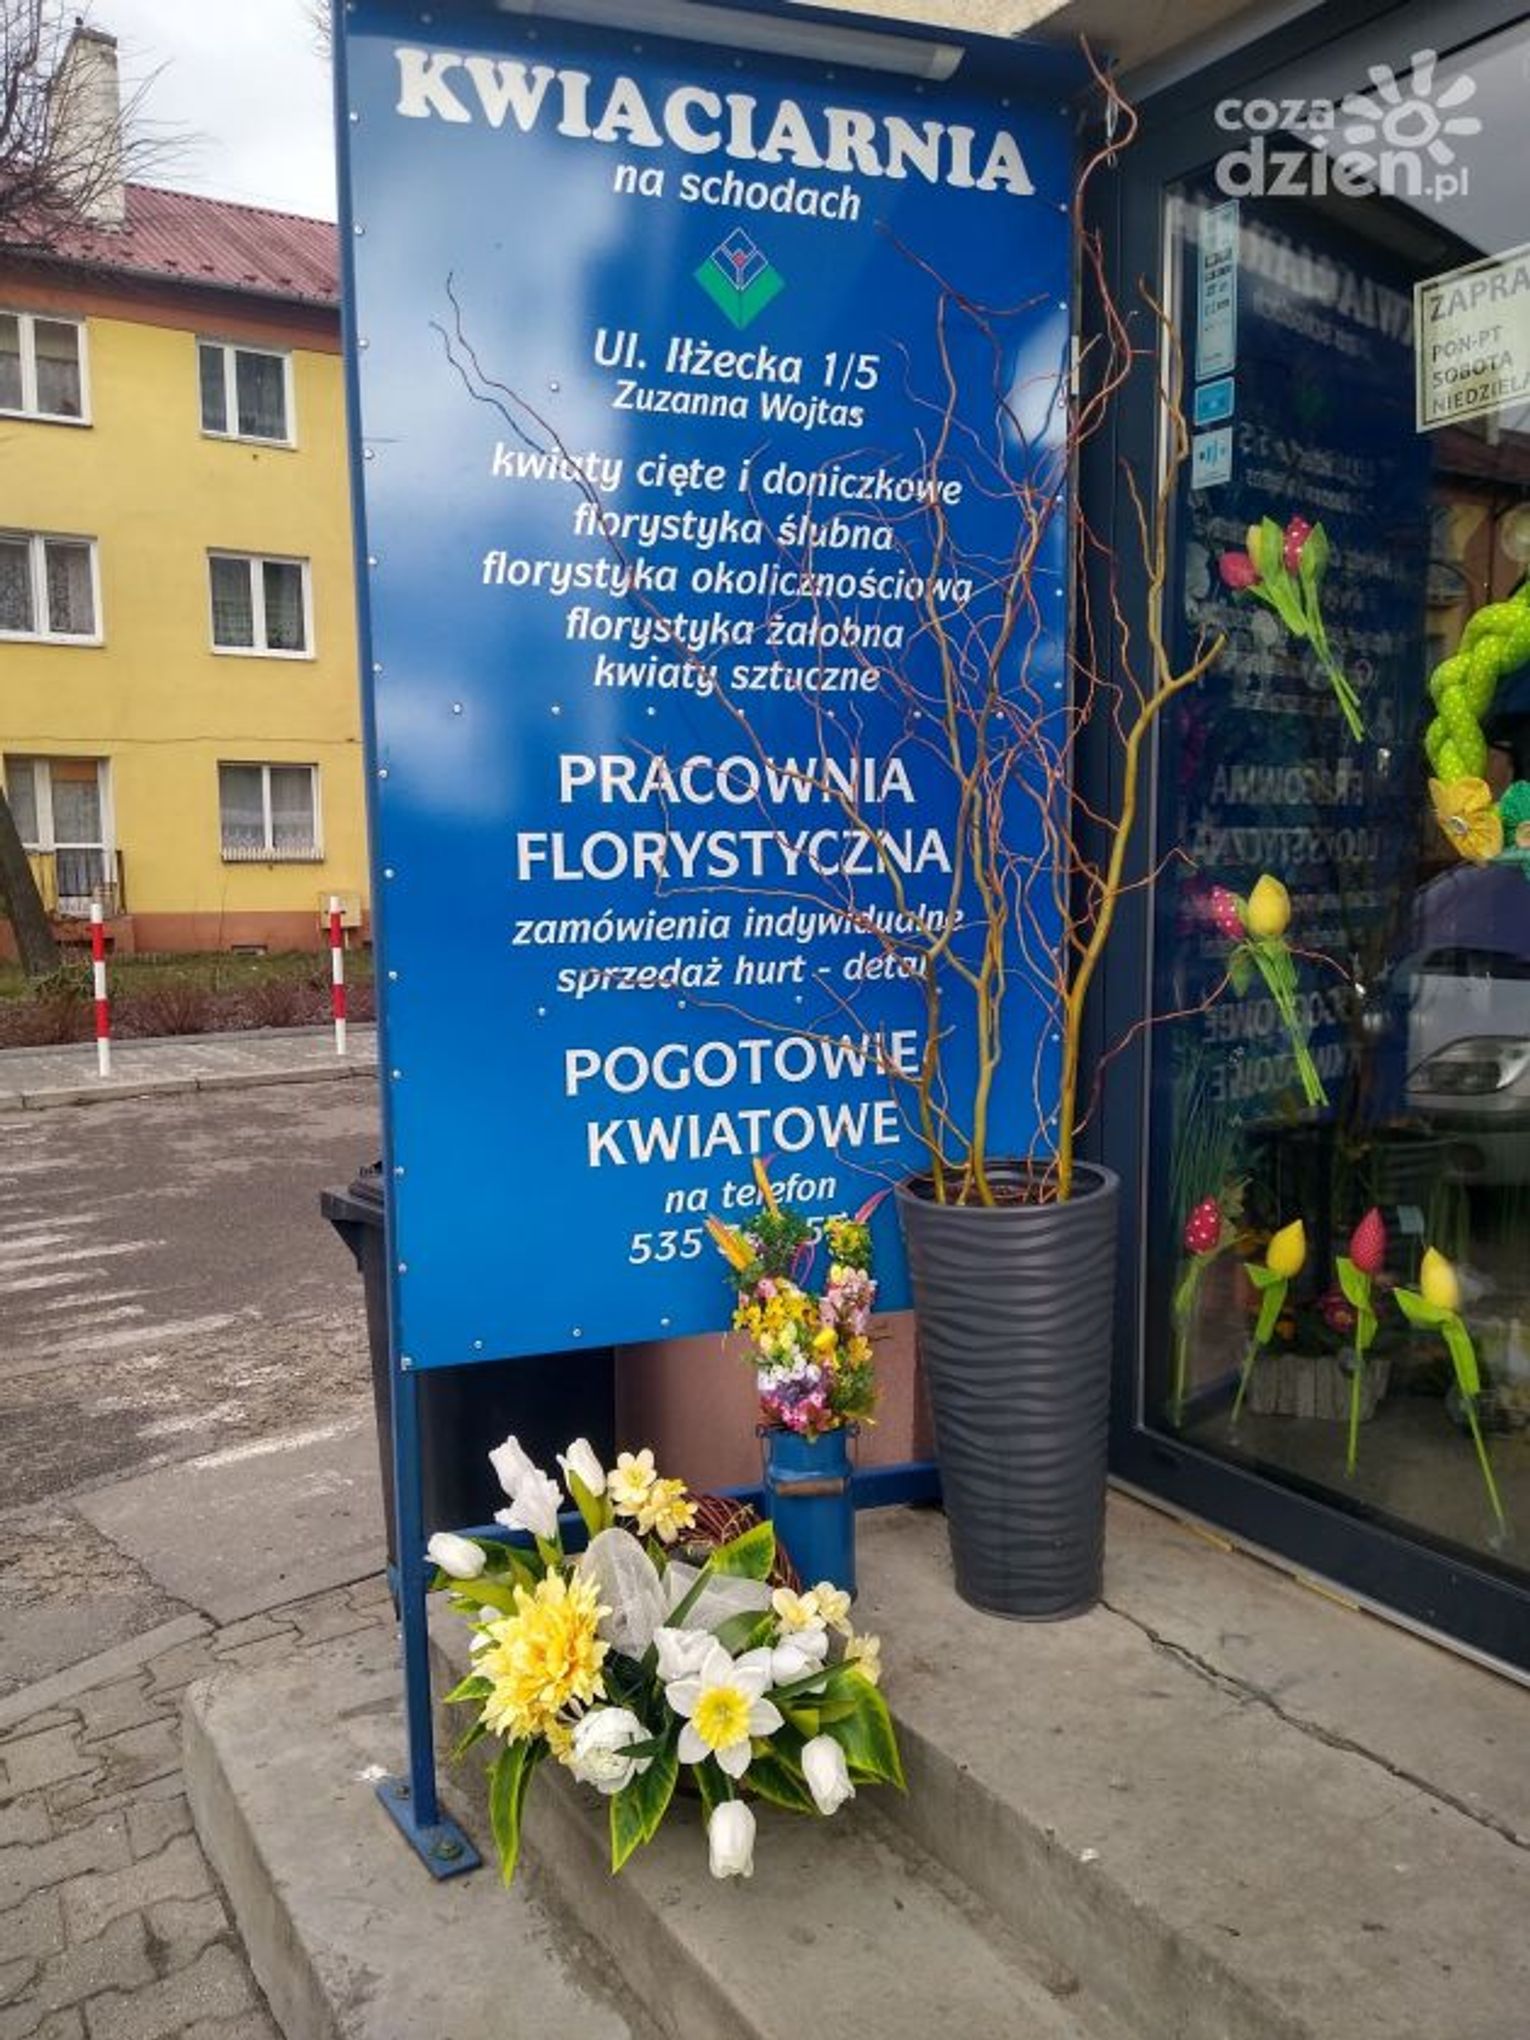 KWIACIARNIA
na schodach
Ul. Iłżecka 1/5
Zuzanna Wojtas
kwiaty cięte i doniczkowe
florystyka ślubna
florystyka okolicznościowa
florystyka żałobna
kwiaty sztuczne
PRACOWNIA
FLORYSTYCZNA
zamówienia indywidualne
sprzedaż hurt - detal
POGOTOWIE
KWIATOWE
na telefon
535
coza
dzien.pl
ZAPRA
PON-PT
SOBOTA
NIEDZIELA